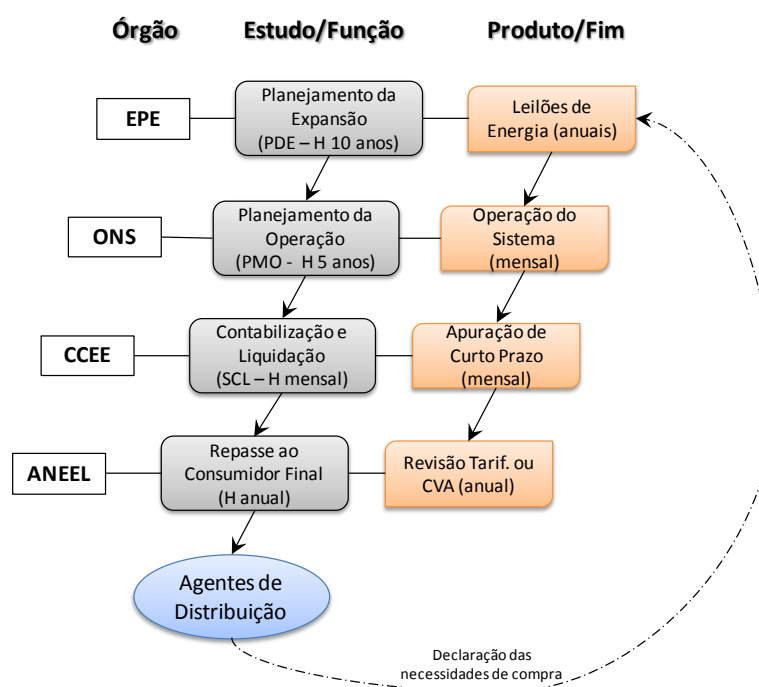 Órgão Estudo/Função Produto/Fim
EPE
Planejamento da
Expansão
(PDE – H 10 anos)
Leilões de
Energia (anuais)
ONS
Planejamento da
Operação
(PMO - H 5 anos)
Operação do
Sistema
(mensal)
CCEE
Contabilização e
Liquidação
(SCL – H mensal)
Apuração de
Curto Prazo
(mensal)
ANEEL
Repasse ao
Consumidor Final
(H anual)
Revisão Tarif. ou
CVA (anual)
Agentes de
Distribuição
Declaração das
necessidades de compra